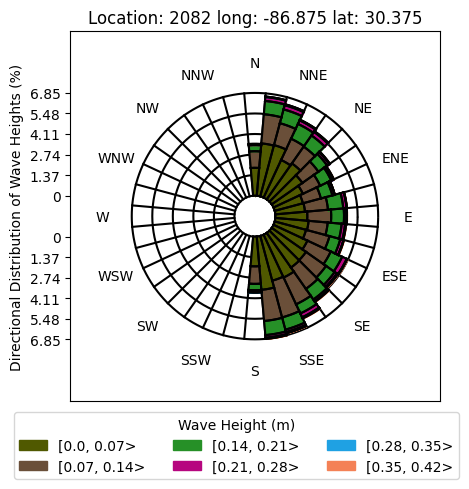 Location: 2082 long: -86.875 lat: 30.375
N
NNW
NNE
NW
NE
WNW
ENE
W
E
WSW
ESE
SW
SE
SSW
SSE
S
Directional Distribution of Wave Heights (%)
6.85
5.48
4.11
2.74
1.37
0
0
1.37
2.74
4.11
5.48
6.85
Wave Height (m)
[0.0, 0.07> [0.14, 0.21> [0.28, 0.35>
[0.07, 0.14> [0.21, 0.28> [0.35, 0.42>